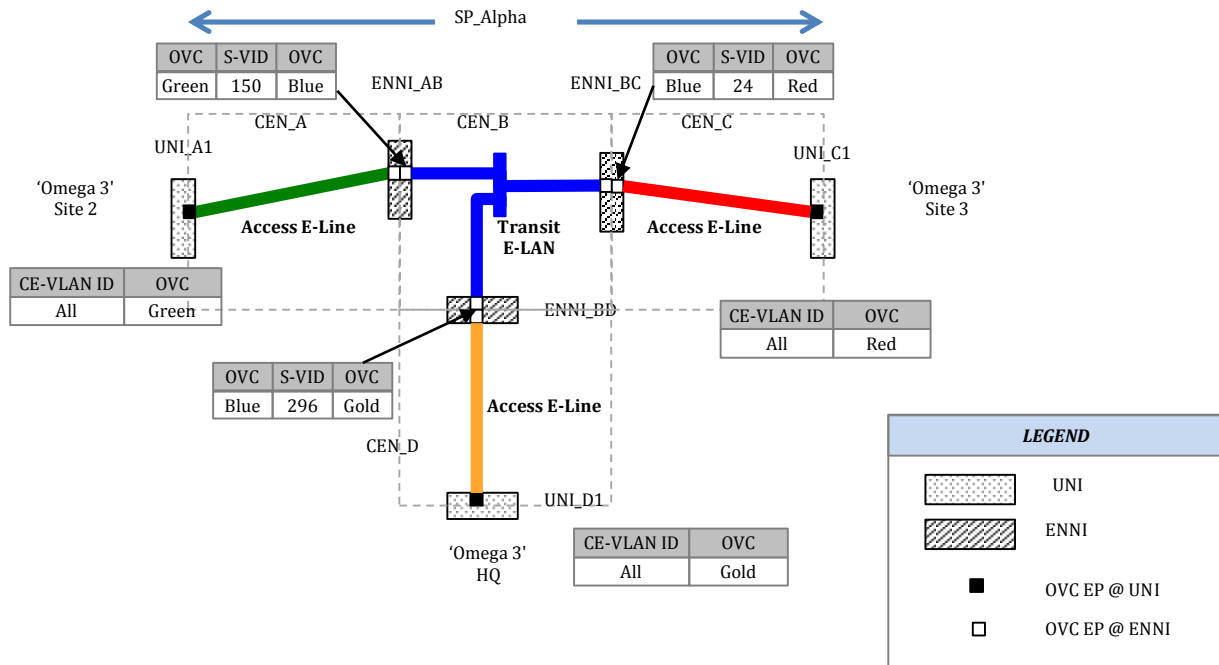 SP_Alpha
OVC S-VID OVC
Green 150 Blue
ENNI_AB
ENNI_BC
OVC S-VID OVC
Blue 24 Red
CEN_A
CEN_B
CEN_C
UNI_A1
UNI_C1
‘Omega 3'
Site 2
‘Omega 3'
Site 3
Access E-Line
Transit
E-LAN
Access E-Line
CE-VLAN ID OVC
All Green
ENNI_BD
CE-VLAN ID OVC
All Red
OVC S-VID OVC
Blue 296 Gold
Access E-Line
CEN_D
UNI_D1
‘Omega 3'
HQ
CE-VLAN ID OVC
All Gold
LEGEND
UNI
ENNI
OVC EP @ UNI
OVC EP @ ENNI